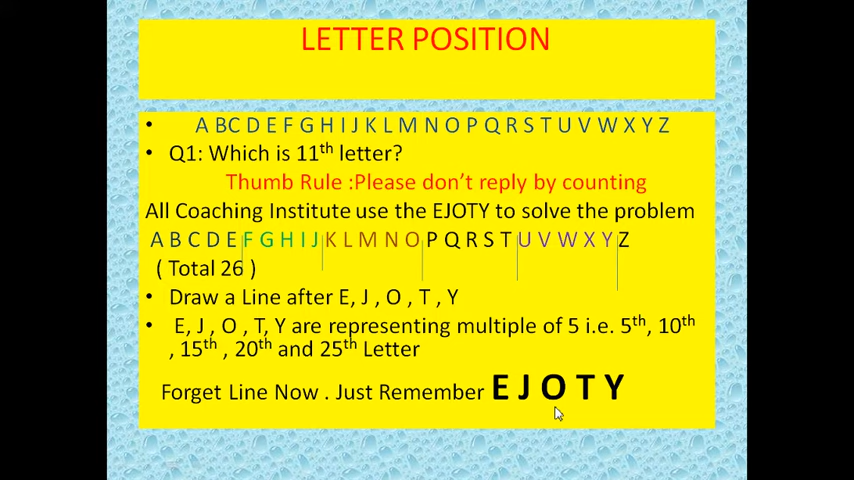 LETTER POSITION
• A BC D E F G H I J K L M N O P Q R S T U V W X Y Z
• Q1: Which is 11th letter?
Thumb Rule :Please don't reply by counting
All Coaching Institute use the EJOTY to solve the problem
A B C D E F G H I J K L M N O P Q R S T U V W X Y Z
( Total 26 )
• Draw a Line after E, J , O , T , Y
• E, J , O , T, Y are representing multiple of 5 i.e. 5th, 10th
, 15th , 20th and 25th Letter
Forget Line Now . Just Remember E J O T Y